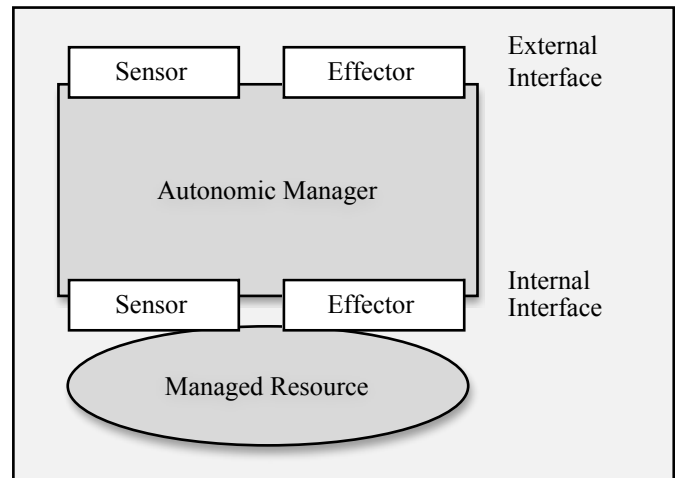 Sensor
Effector
External
Interface
Autonomic Manager
Sensor
Effector
Internal
Interface
Managed Resource